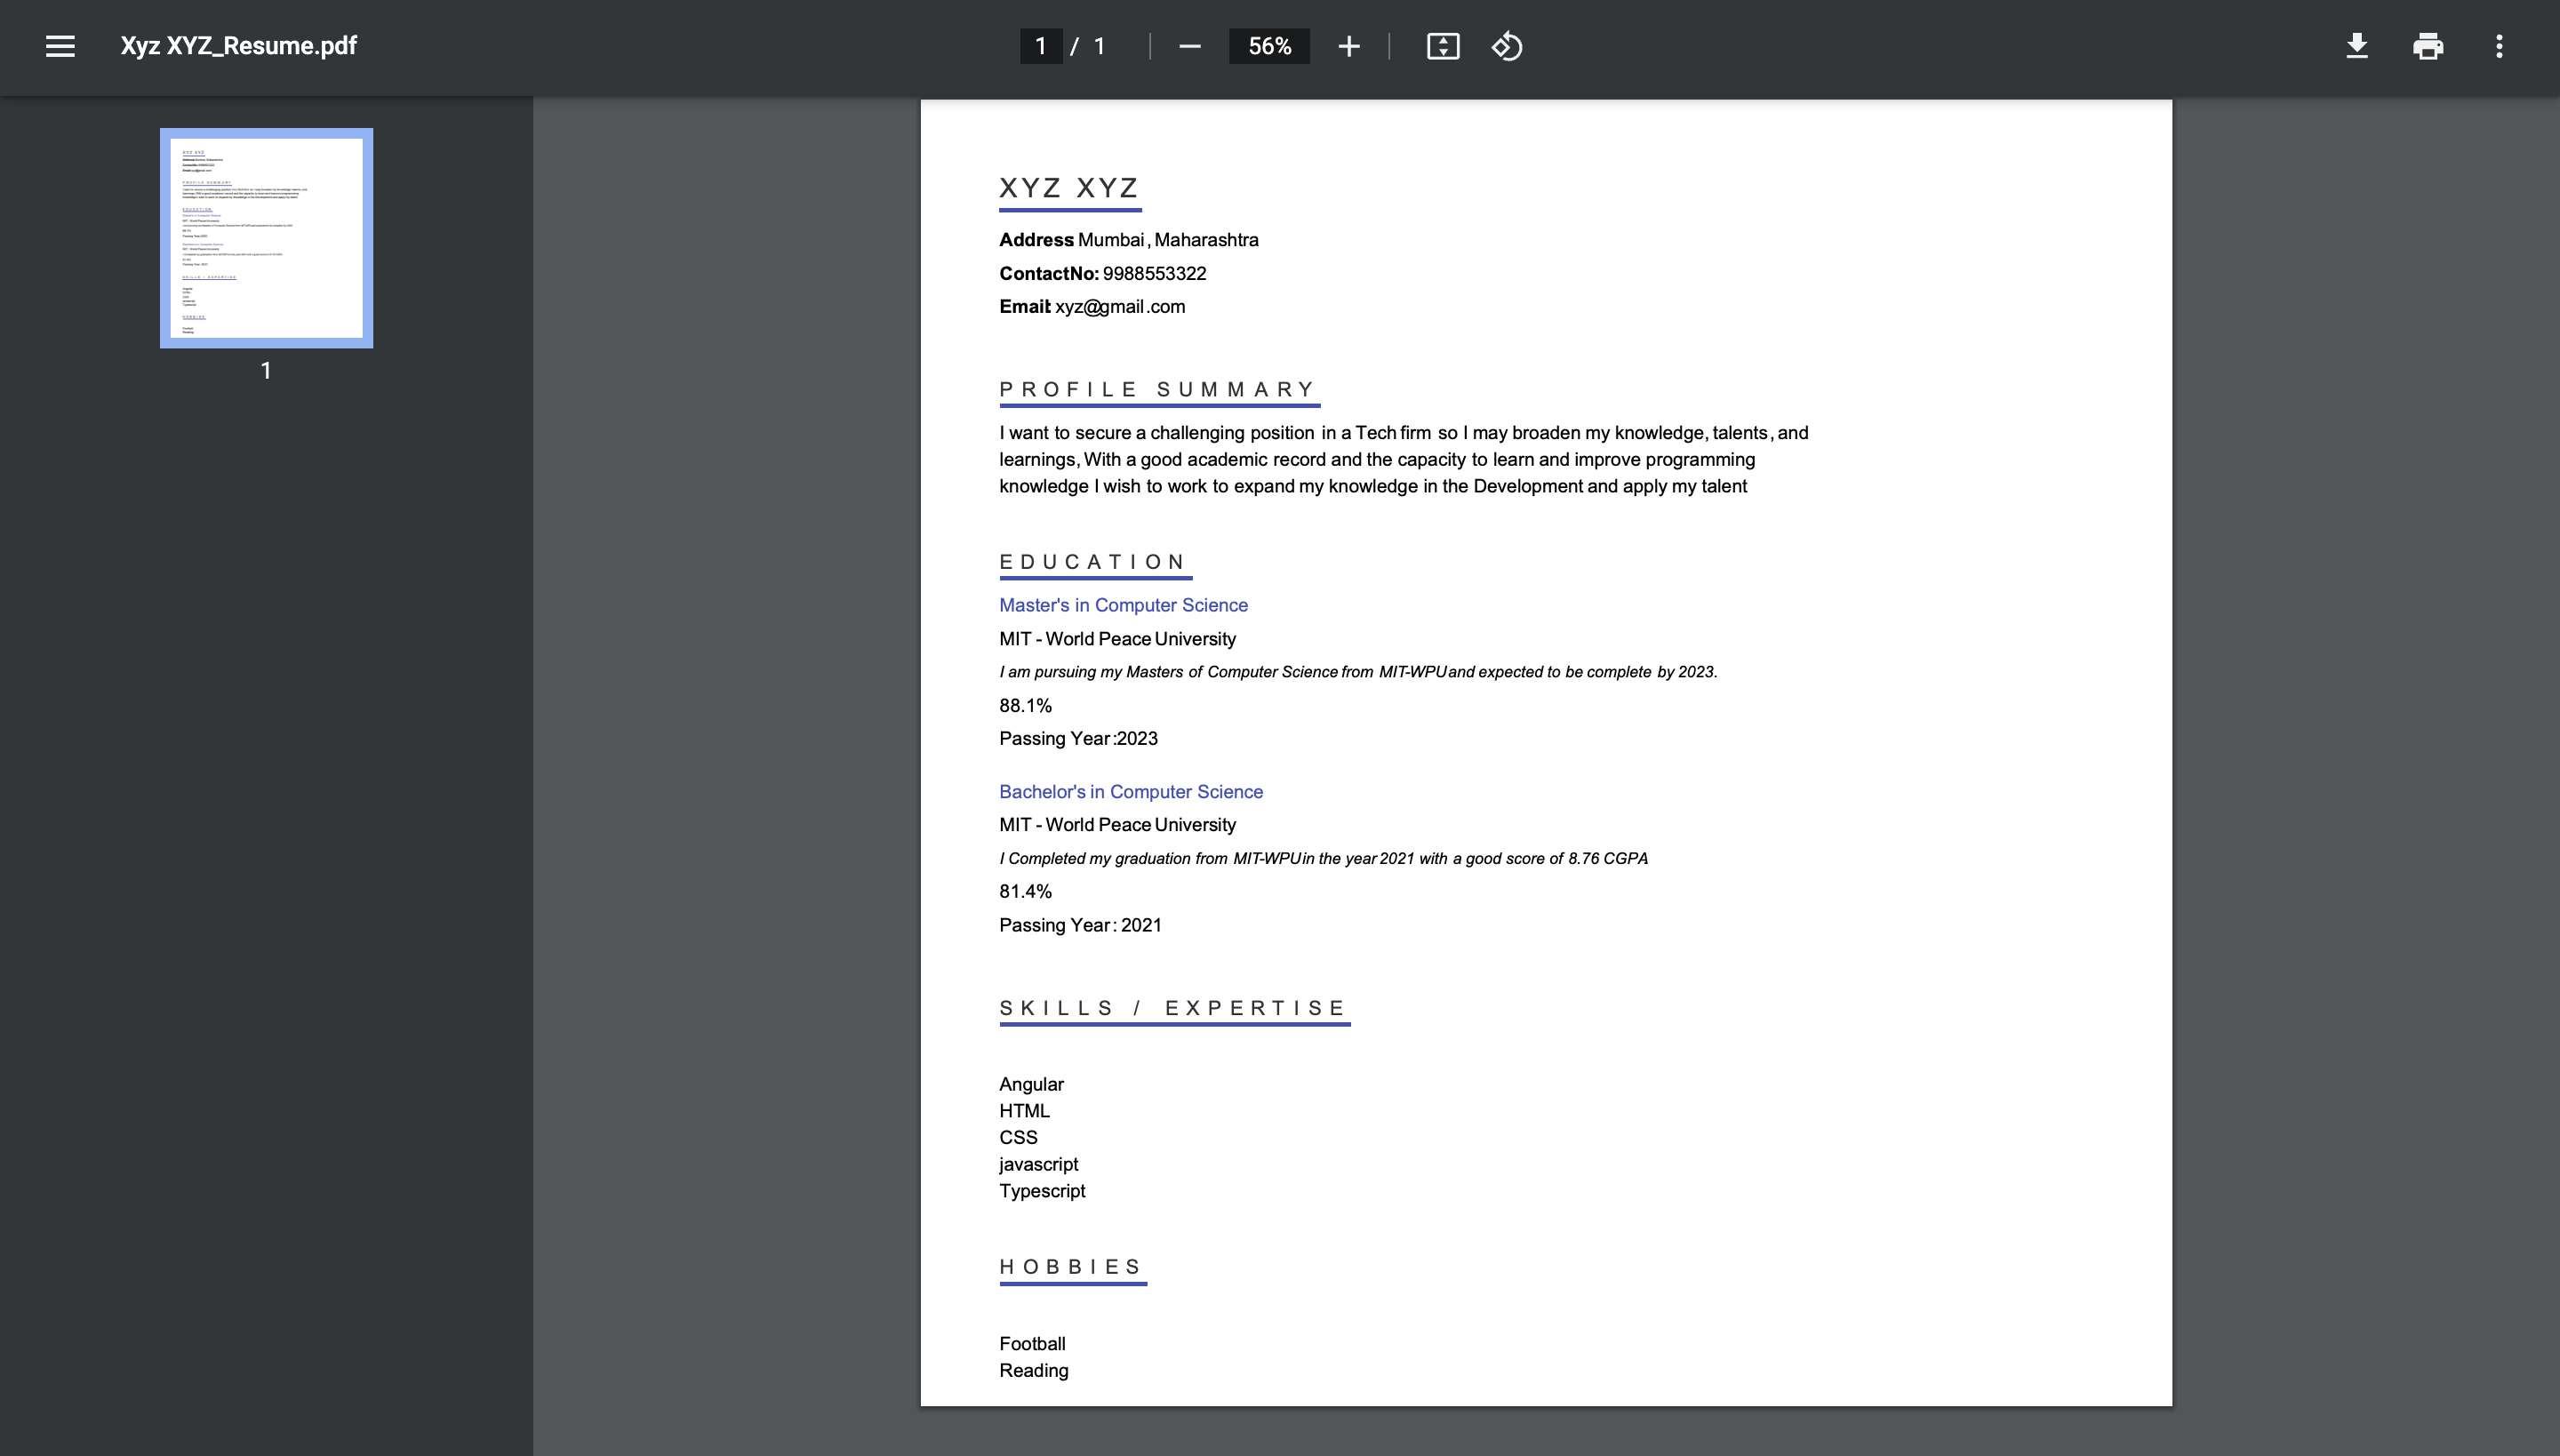 Xyz XYZ_Resume.pdf
1 / 1
56%
1
XYZ XYZ
Address: Mumbai, Maharashtra
ContactNo: 9988553322
Email: xyz@gmail.com
PROFILE SUMMARY
I want to secure a challenging position in a Tech firm so I may broaden my knowledge, talents, and
learnings, With a good academic record and the capacity to learn and improve programming
knowledge I wish to work to expand my knowledge in the Development and apply my talent
EDUCATION
Master's in Computer Science
MIT - World Peace University
I am pursuing my Masters of Computer Science from MIT-WPU and expected to be complete by 2023.
88.1%
Passing Year :2023
Bachelor's in Computer Science
MIT - World Peace University
I Completed my graduation from MIT-WPU in the year 2021 with a good score of 8.76 CGPA
81.4%
Passing Year : 2021
SKILLS / EXPERTISE
Angular
HTML
CSS
javascript
Typescript
HOBBIES
Football
Reading